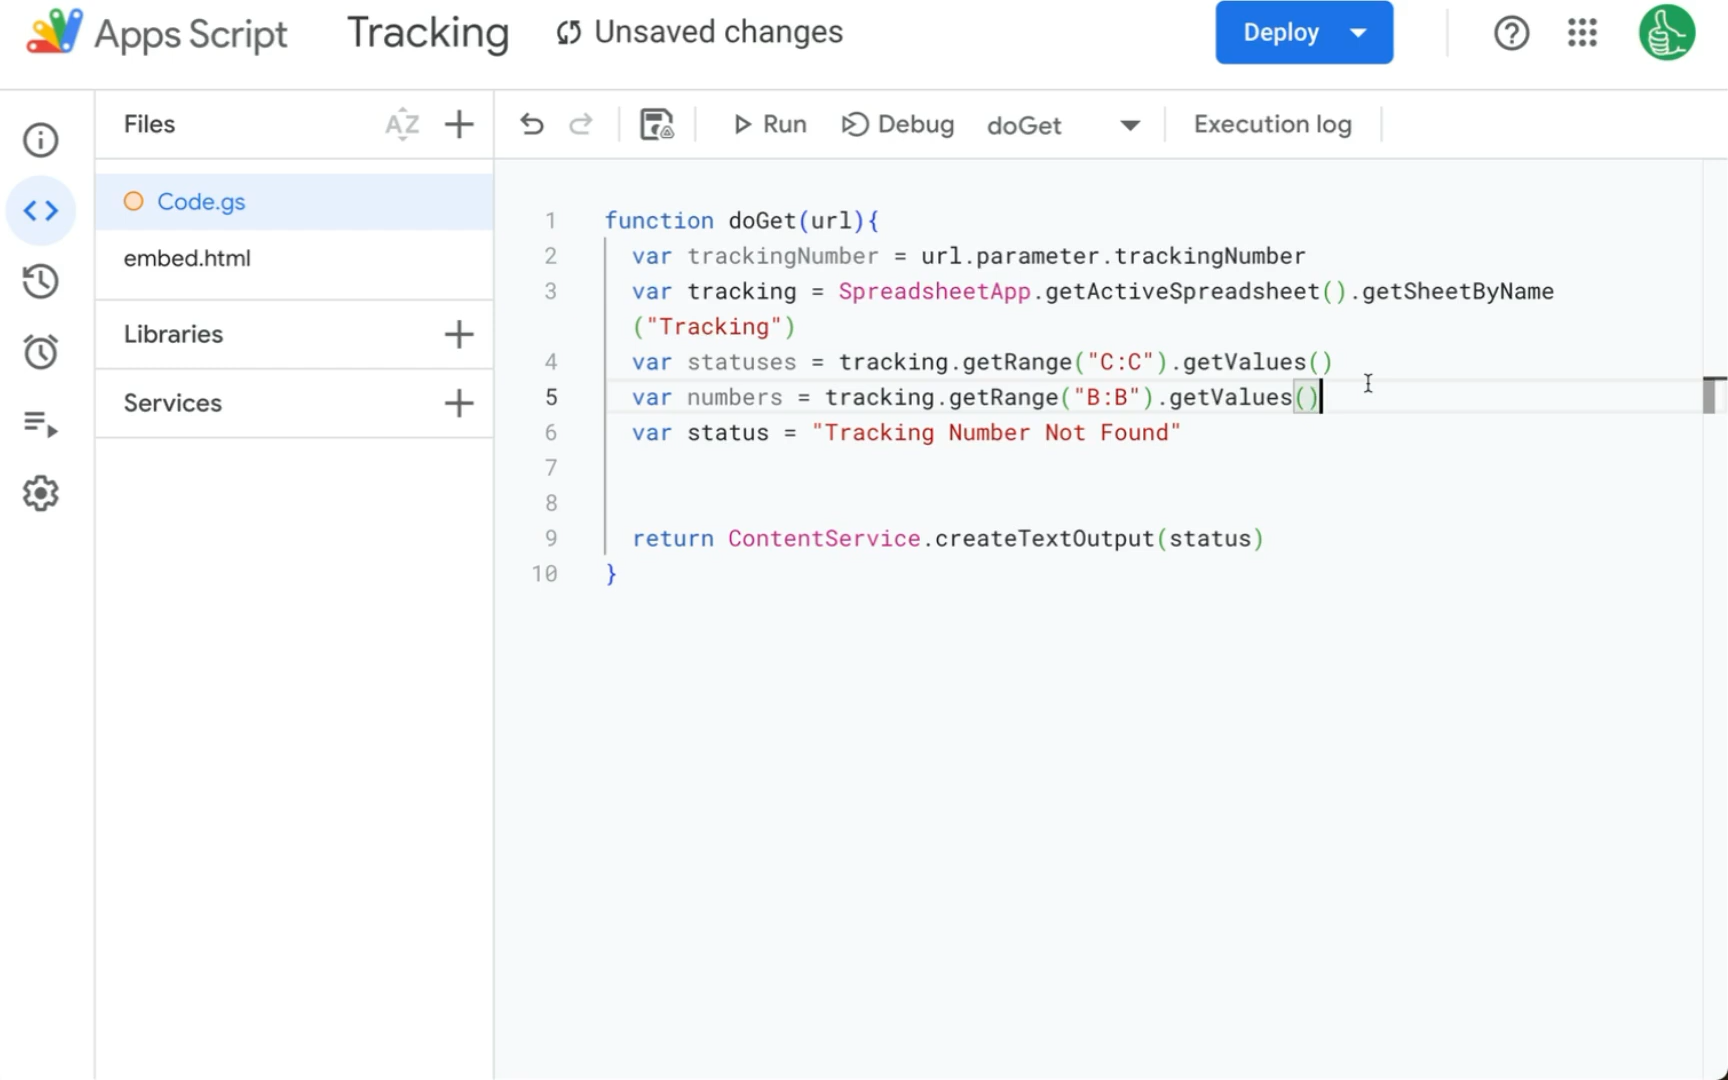 Apps Script Tracking Unsaved changes Deploy
Files AZ Run Debug doGet Execution log
Code.gs
embed.html
Libraries
Services
1 function doGet(url){
2 var trackingNumber = url.parameter.trackingNumber
3 var tracking = SpreadsheetApp.getActiveSpreadsheet().getSheetByName
("Tracking")
4 var statuses = tracking.getRange("C:C").getValues()
5 var numbers = tracking.getRange("B:B").getValues()
6 var status = "Tracking Number Not Found"
7
8
9 return ContentService.createTextOutput(status)
10 }